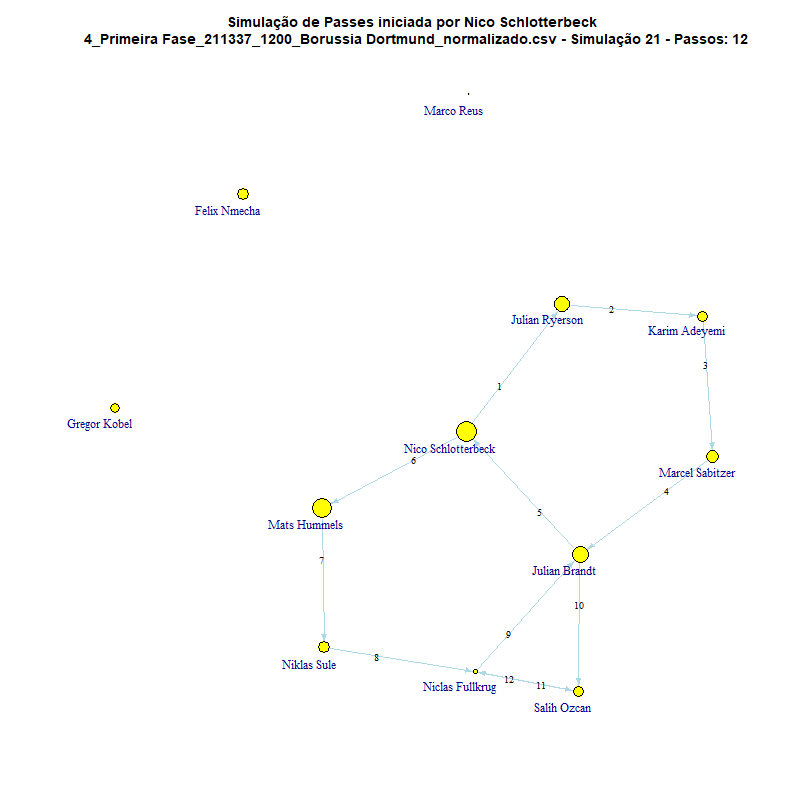 Simulação de Passes iniciada por Nico Schlotterbeck
4_Primeira Fase_211337_1200_Borussia Dortmund_normalizado.csv - Simulação 21 - Passos: 12
Marco Reus
Felix Nmecha
2
Julian Ryerson
Karim Adeyemi
3
1
Gregor Kobel
Nico Schlotterbeck
6
Marcel Sabitzer
4
5
Mats Hummels
7
Julian Brandt
10
9
8
Niklas Sule
12
11
Niclas Fullkrug
Salih Ozcan